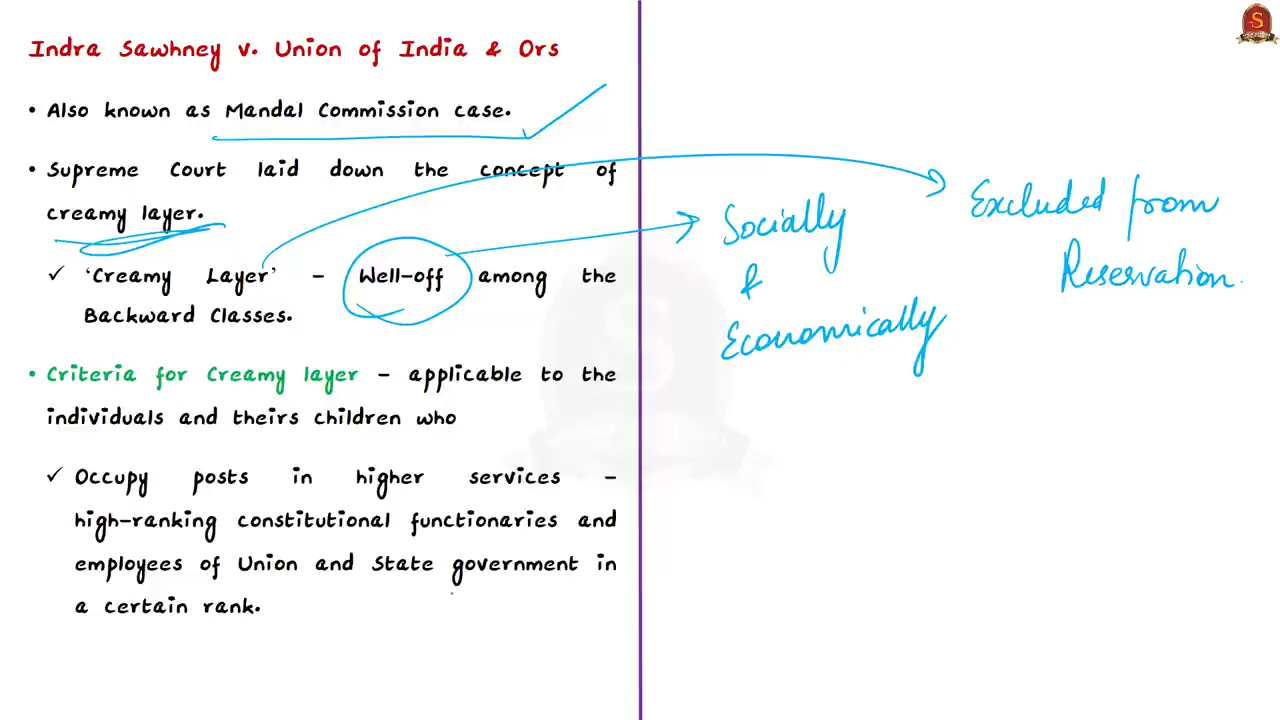 Indra Sawhney v. Union of India & Ors
• Also known as Mandal Commission case.
• Supreme Court laid down the concept of
creamy layer.
✓ 'Creamy Layer' - Well-off among the
Backward Classes.
• Criteria for Creamy layer - applicable to the
individuals and theirs children who
✓ Occupy posts in higher services -
high-ranking constitutional functionaries and
employees of Union and State government in
a certain rank.
Socially
&
Economically
Excluded from
Reservation.